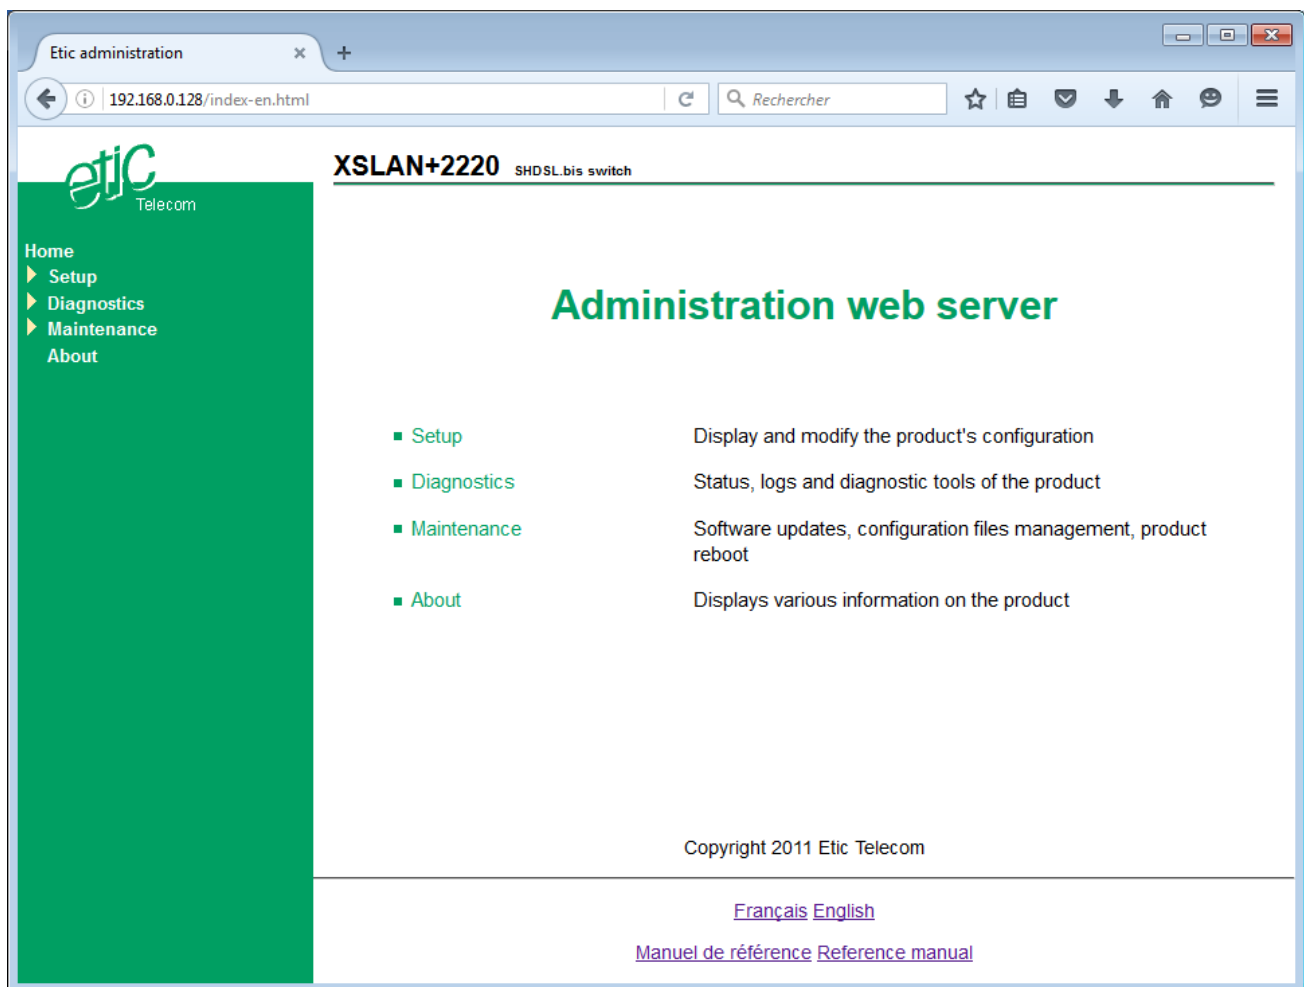 Etic administration
192.168.0.128/index-en.html
Rechercher
etic
Telecom
XSLAN+2220 SHDSL.bis switch
Home
Setup
Diagnostics
Maintenance
About
Administration web server
Setup Display and modify the product's configuration
Diagnostics Status, logs and diagnostic tools of the product
Maintenance Software updates, configuration files management, product
reboot
About Displays various information on the product
Copyright 2011 Etic Telecom
Français English
Manuel de référence Reference manual